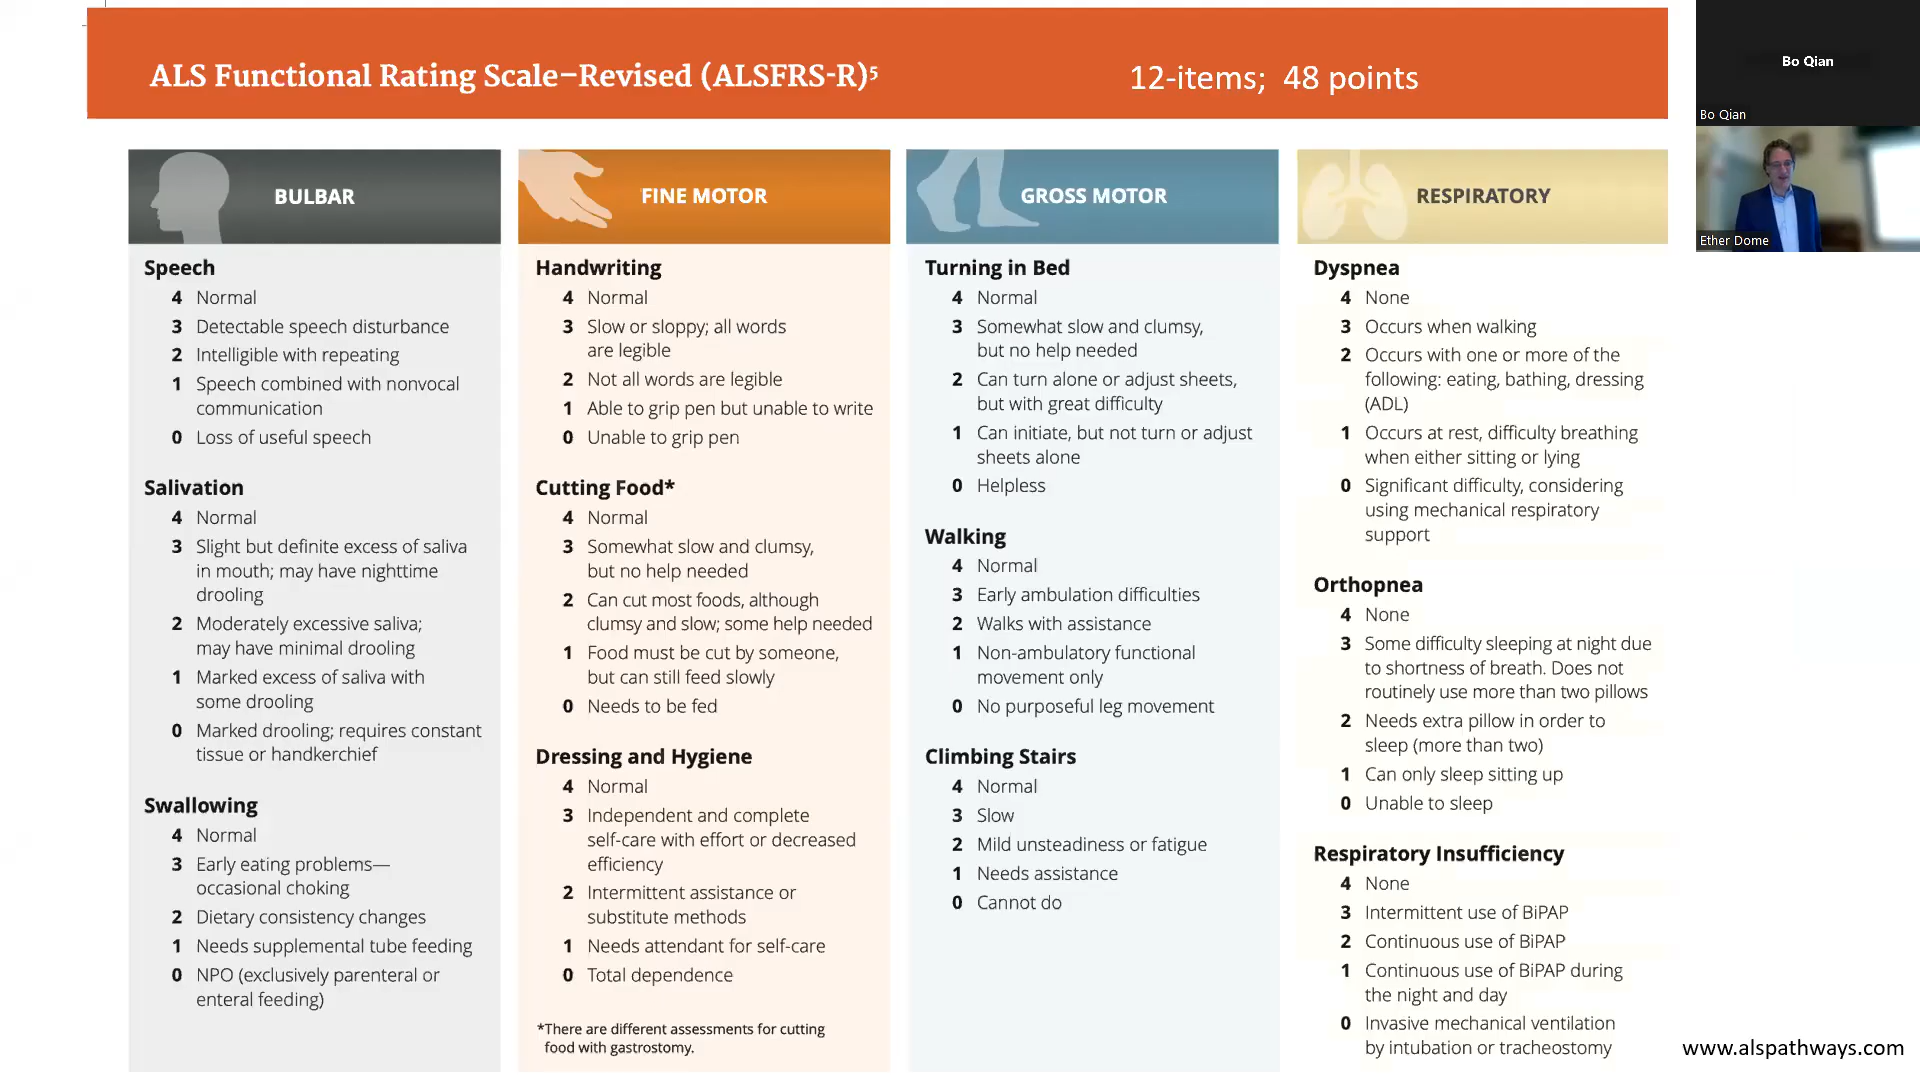 ALS Functional Rating Scale–Revised (ALSFRS-R)⁵
12-items; 48 points
BULBAR
Speech
4 Normal
3 Detectable speech disturbance
2 Intelligible with repeating
1 Speech combined with nonvocal
communication
0 Loss of useful speech
Salivation
4 Normal
3 Slight but definite excess of saliva
in mouth; may have nighttime
drooling
2 Moderately excessive saliva;
may have minimal drooling
1 Marked excess of saliva with
some drooling
0 Marked drooling; requires constant
tissue or handkerchief
Swallowing
4 Normal
3 Early eating problems—
occasional choking
2 Dietary consistency changes
1 Needs supplemental tube feeding
0 NPO (exclusively parenteral or
enteral feeding)
FINE MOTOR
Handwriting
4 Normal
3 Slow or sloppy; all words
are legible
2 Not all words are legible
1 Able to grip pen but unable to write
0 Unable to grip pen
Cutting Food*
4 Normal
3 Somewhat slow and clumsy,
but no help needed
2 Can cut most foods, although
clumsy and slow; some help needed
1 Food must be cut by someone,
but can still feed slowly
0 Needs to be fed
Dressing and Hygiene
4 Normal
3 Independent and complete
self-care with effort or decreased
efficiency
2 Intermittent assistance or
substitute methods
1 Needs attendant for self-care
0 Total dependence
*There are different assessments for cutting
food with gastrostomy.
GROSS MOTOR
Turning in Bed
4 Normal
3 Somewhat slow and clumsy,
but no help needed
2 Can turn alone or adjust sheets,
but with great difficulty
1 Can initiate, but not turn or adjust
sheets alone
0 Helpless
Walking
4 Normal
3 Early ambulation difficulties
2 Walks with assistance
1 Non-ambulatory functional
movement only
0 No purposeful leg movement
Climbing Stairs
4 Normal
3 Slow
2 Mild unsteadiness or fatigue
1 Needs assistance
0 Cannot do
RESPIRATORY
Dyspnea
4 None
3 Occurs when walking
2 Occurs with one or more of the
following: eating, bathing, dressing
(ADL)
1 Occurs at rest, difficulty breathing
when either sitting or lying
0 Significant difficulty, considering
using mechanical respiratory
support
Orthopnea
4 None
3 Some difficulty sleeping at night due
to shortness of breath. Does not
routinely use more than two pillows
2 Needs extra pillow in order to
sleep (more than two)
1 Can only sleep sitting up
0 Unable to sleep
Respiratory Insufficiency
4 None
3 Intermittent use of BiPAP
2 Continuous use of BiPAP
1 Continuous use of BiPAP during
the night and day
0 Invasive mechanical ventilation
by intubation or tracheostomy
Bo Qian
Bo Qian
Ether Dome
www.alspathways.com